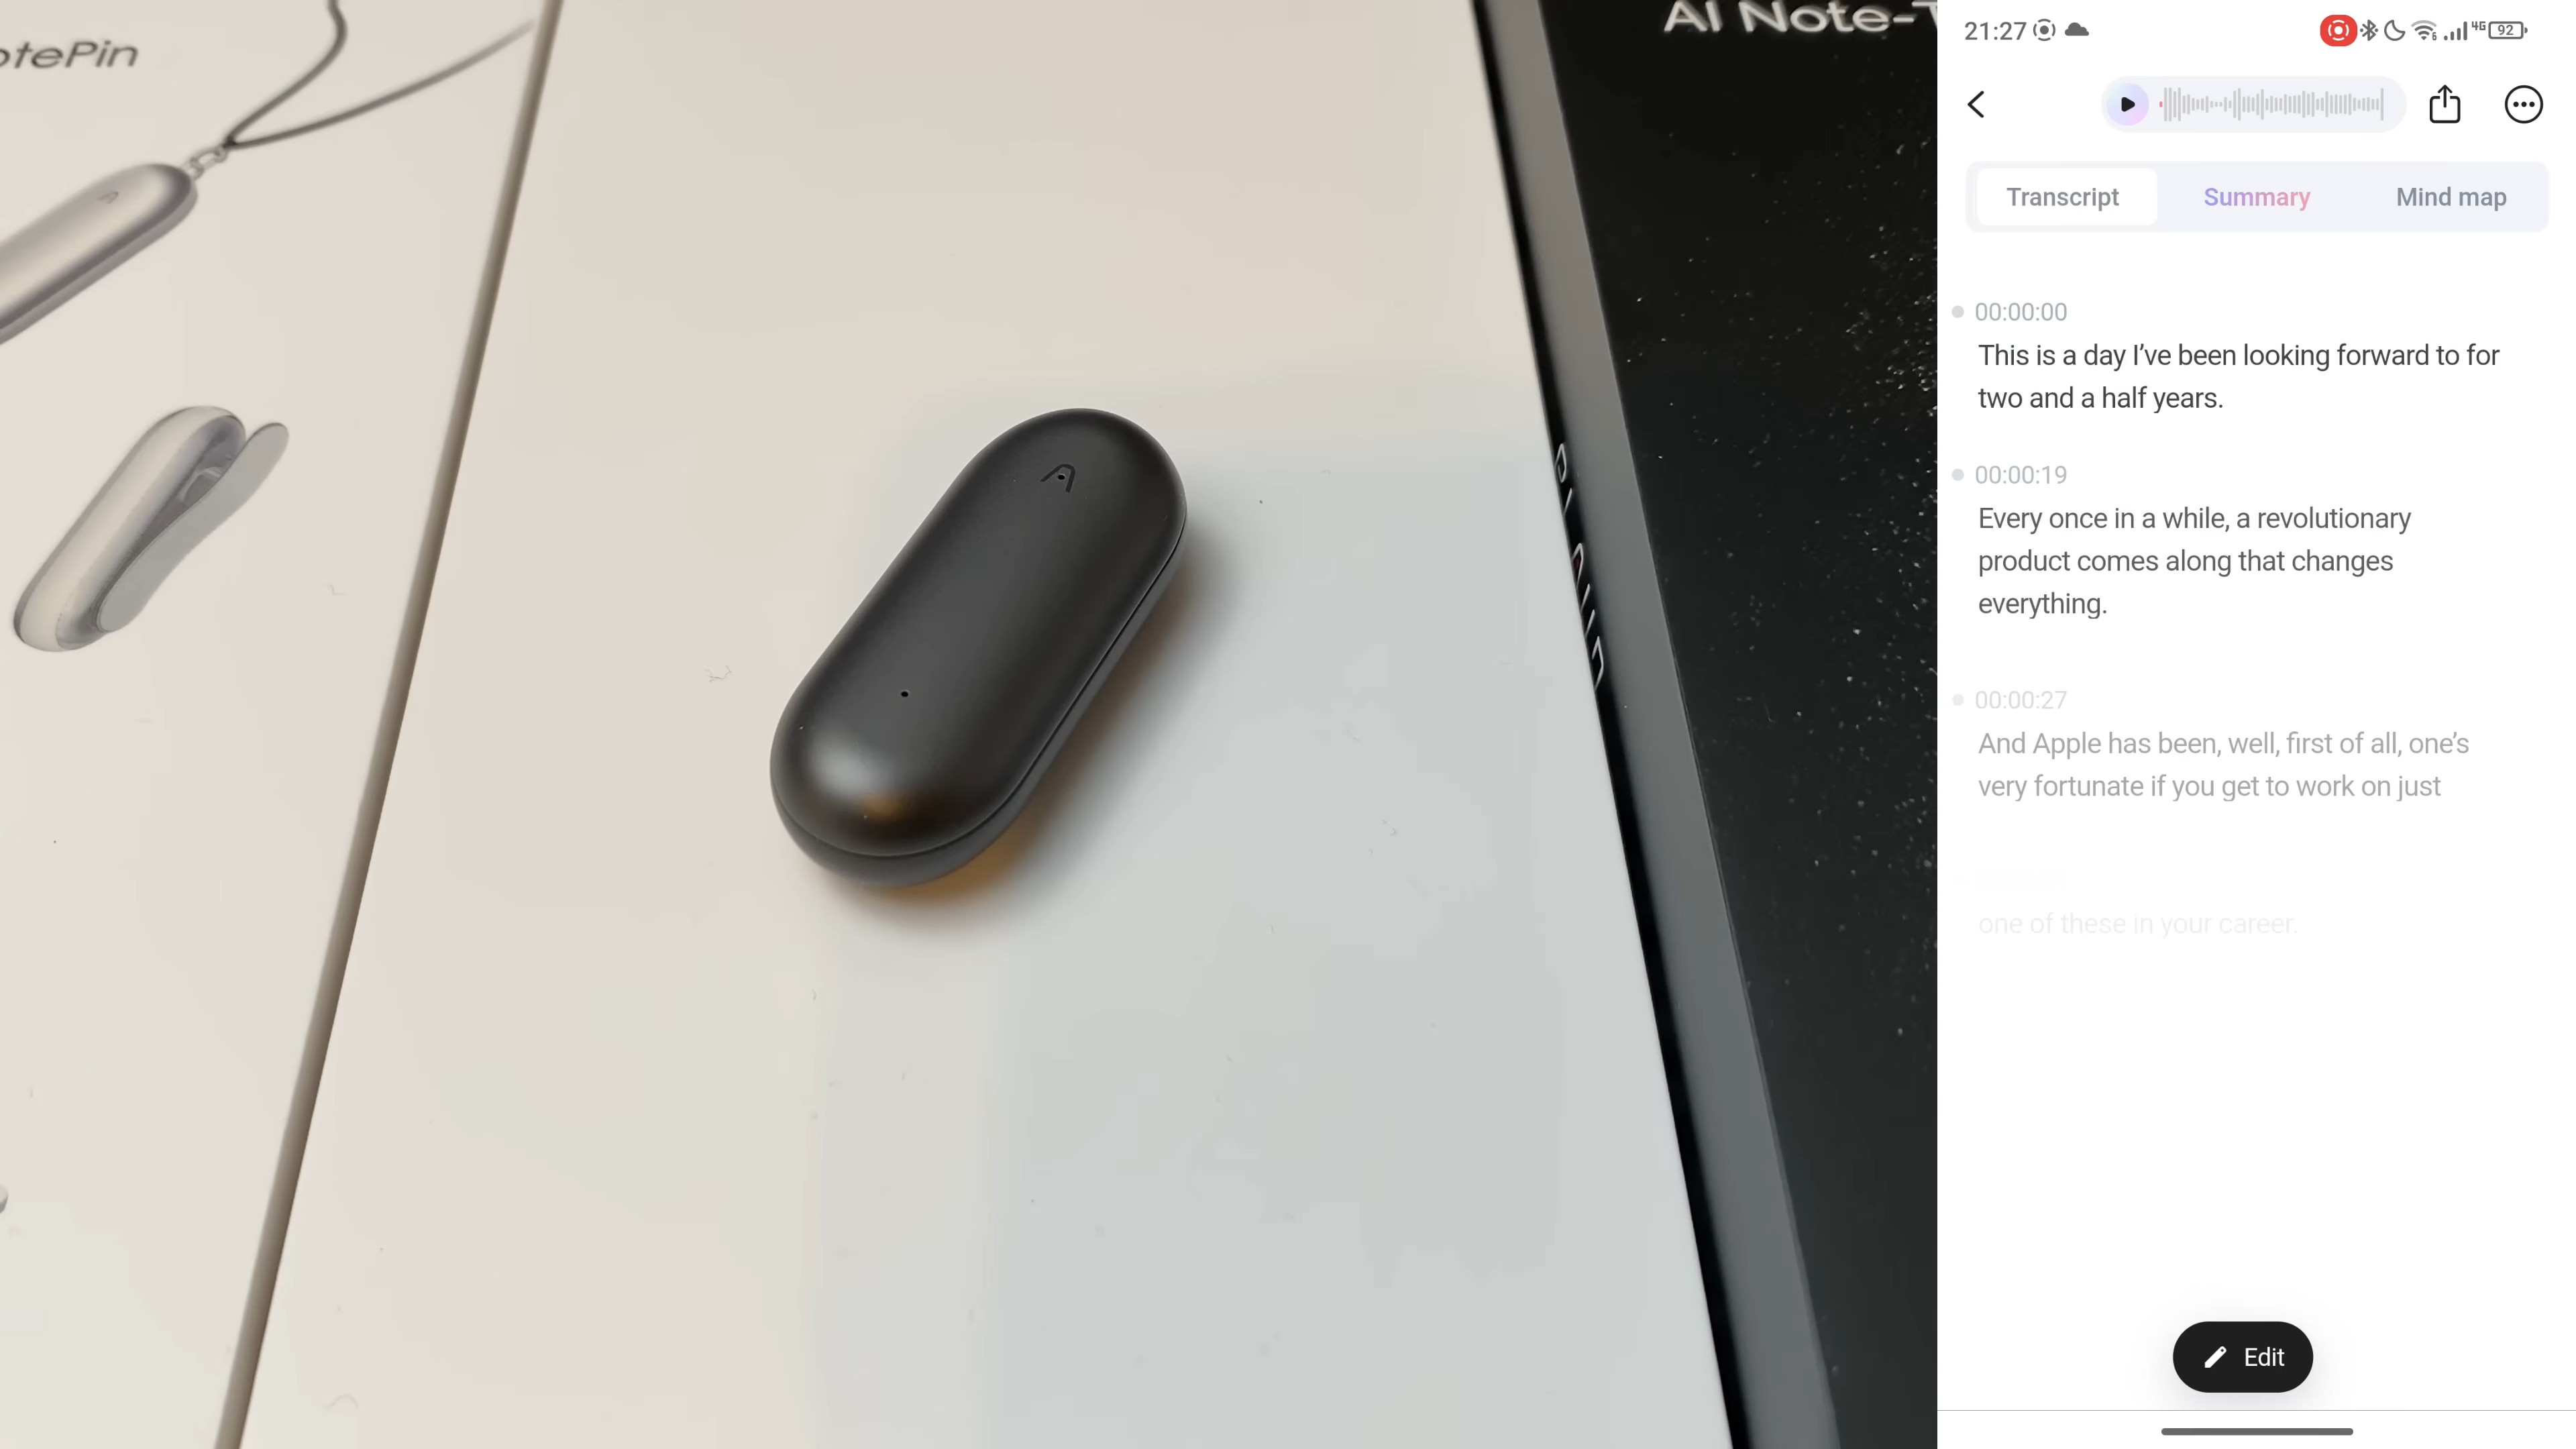 otePin
AI Note-T
21:27
4G
92
Transcript
Summary
Mind map
00:00:00
This is a day I’ve been looking forward to for
two and a half years.
00:00:19
Every once in a while, a revolutionary
product comes along that changes
everything.
00:00:27
And Apple has been, well, first of all, one’s
very fortunate if you get to work on just
one of these in your career.
Edit